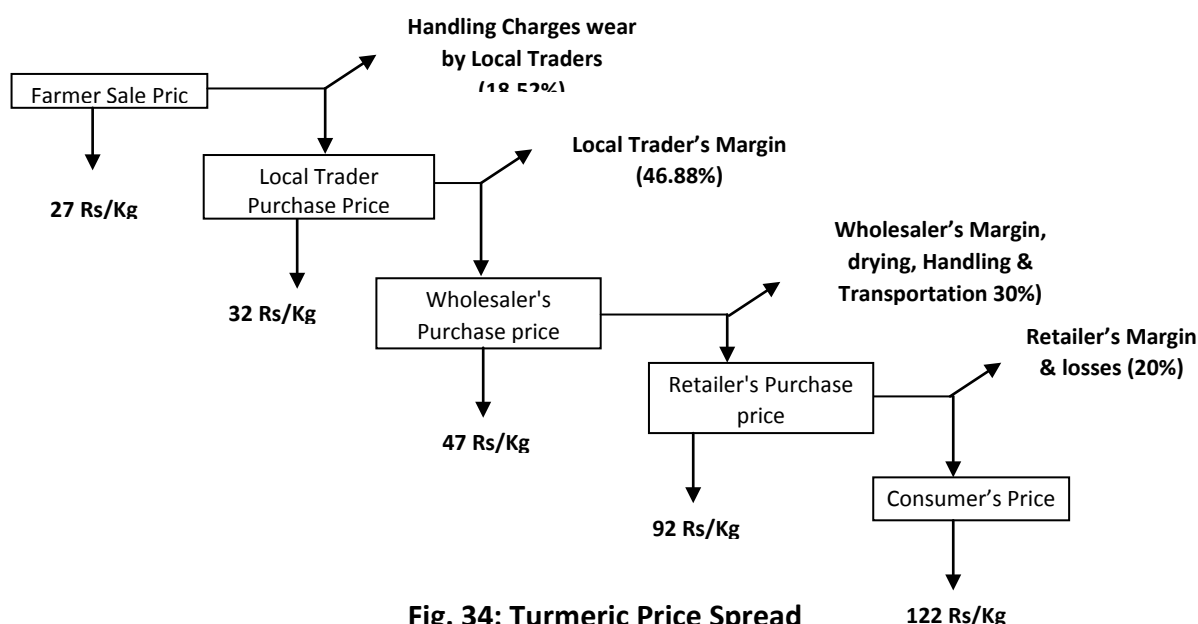 Handling Charges wear
by Local Traders
(18.52%)
Farmer Sale Pric
27 Rs/Kg
Local Trader
Purchase Price
32 Rs/Kg
Local Trader’s Margin
(46.88%)
Wholesaler's
Purchase price
47 Rs/Kg
Wholesaler’s Margin,
drying, Handling &
Transportation 30%)
Retailer's Purchase
price
92 Rs/Kg
Retailer’s Margin
& losses (20%)
Consumer’s Price
122 Rs/Kg
Fig. 34: Turmeric Price Spread